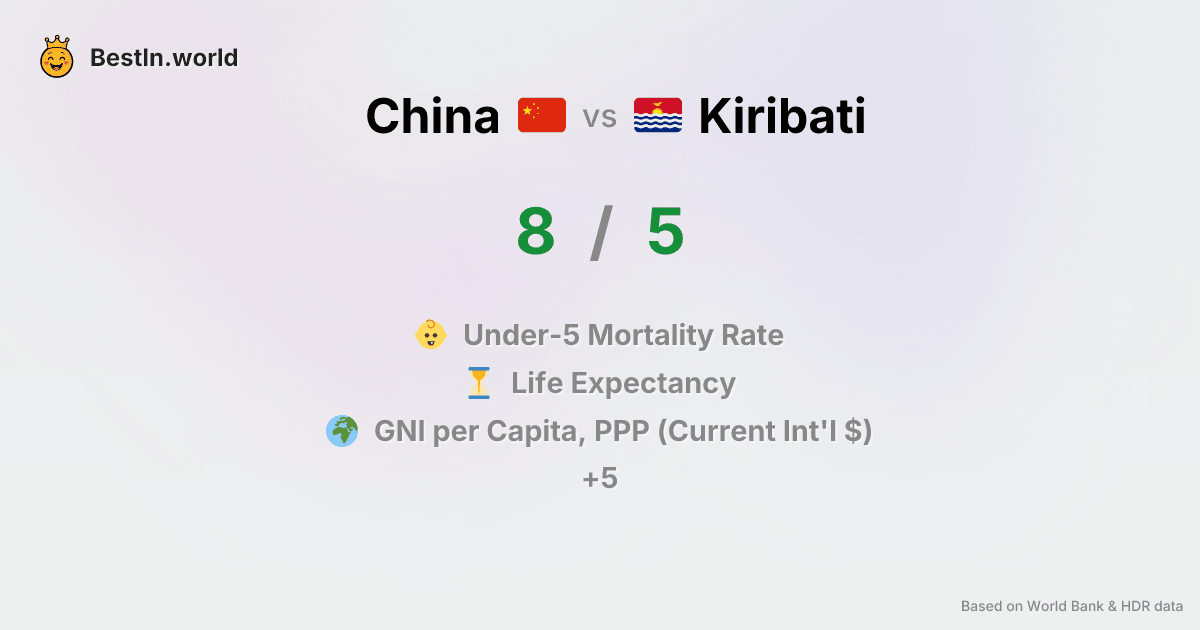 BestIn.world
China vs Kiribati
8 / 5
Under-5 Mortality Rate
Life Expectancy
GNI per Capita, PPP (Current Int'l $)
+5
Based on World Bank & HDR data